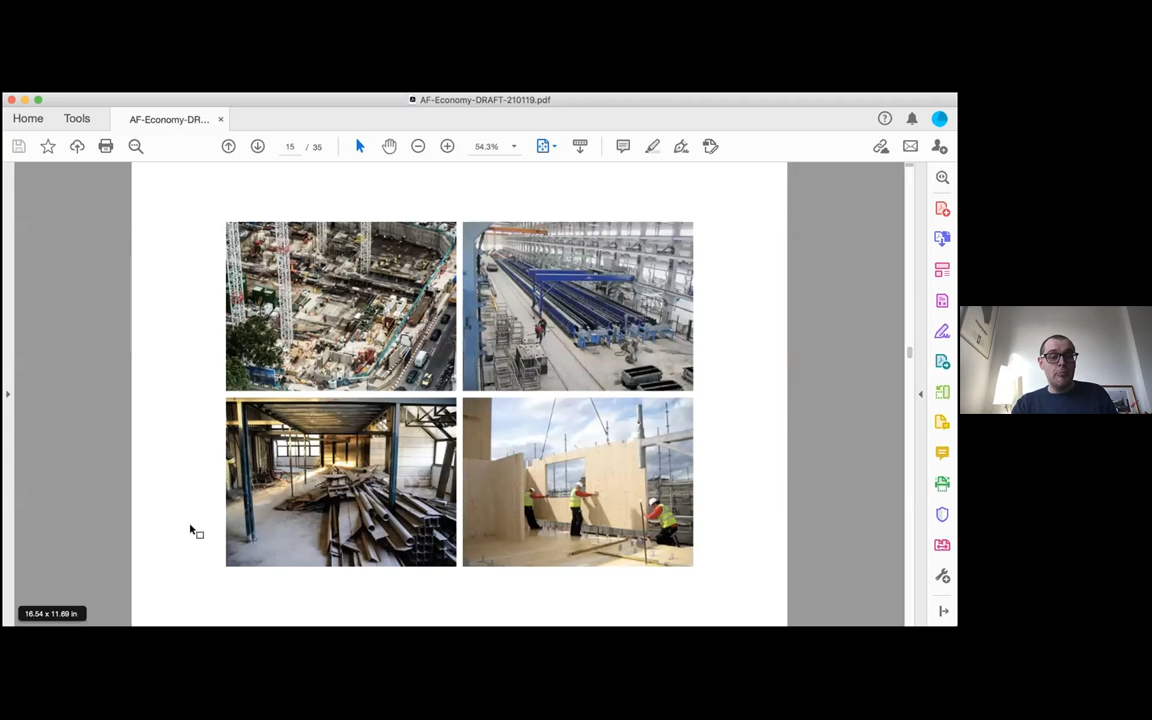 AF-Economy-DRAFT-210119.pdf
Home
Tools
AF-Economy-DR...
15 / 35
54.3%
16.54 x 11.69 in